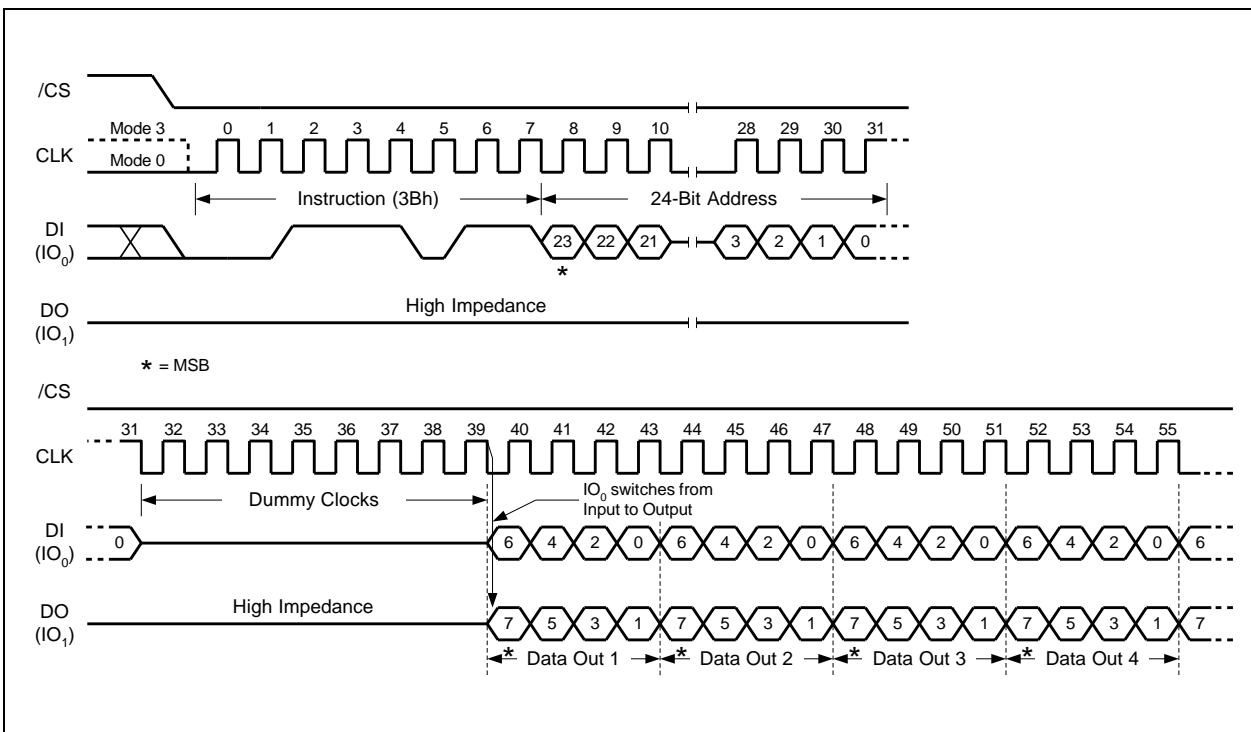 /CS
Mode 3 0 1 2 3 4 5 6 7 8 9 10 28 29 30 31
CLK
Mode 0
Instruction (3Bh) 24-Bit Address
DI
(IO0)
23 22 21 3 2 1 0
*
High Impedance
DO
(IO1)
* = MSB
/CS
31 32 33 34 35 36 37 38 39 40 41 42 43 44 45 46 47 48 49 50 51 52 53 54 55
CLK
Dummy Clocks
IO0 switches from
Input to Output
DI
(IO0)
0 6 4 2 0 6 4 2 0 6 4 2 0 6 4 2 0 6
High Impedance
DO
(IO1)
7 5 3 1 7 5 3 1 7 5 3 1 7 5 3 1 7
* Data Out 1 * Data Out 2 * Data Out 3 * Data Out 4